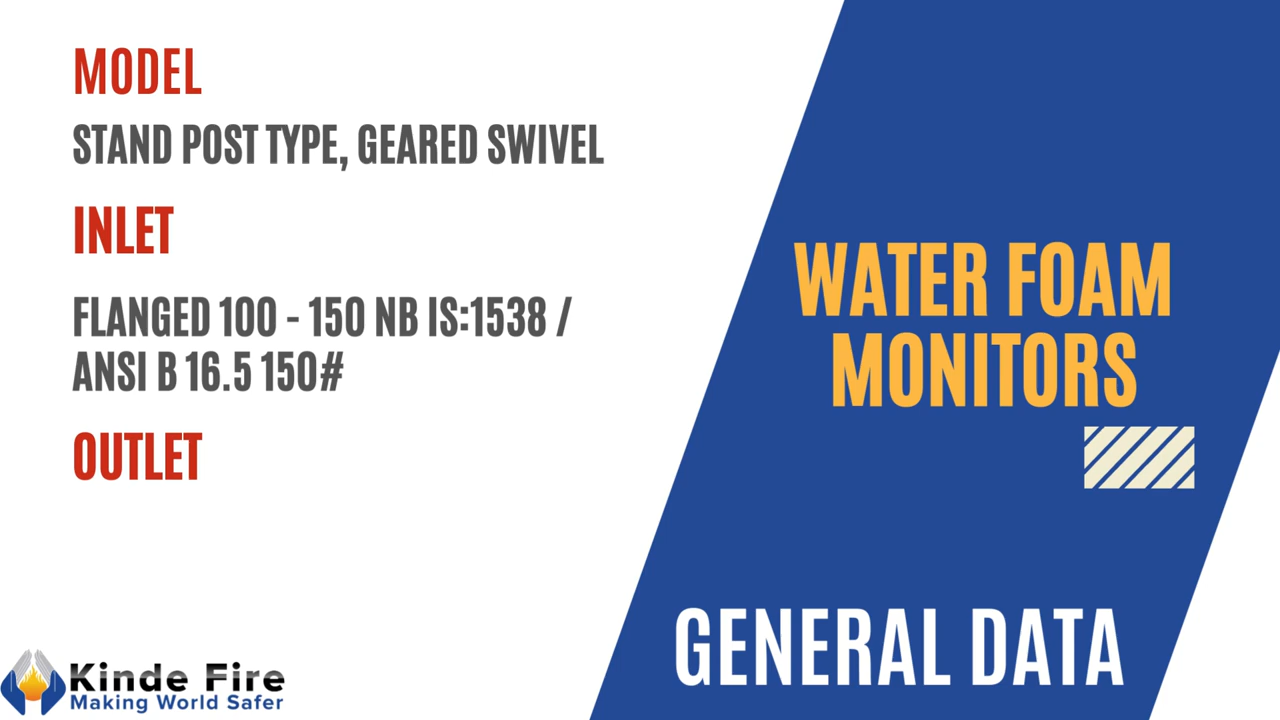 MODEL
STAND POST TYPE, GEARED SWIVEL
INLET
FLANGED 100 - 150 NB IS:1538 /
ANSI B 16.5 150#
OUTLET
WATER FOAM
MONITORS
GENERAL DATA
Kinde Fire
Making World Safer